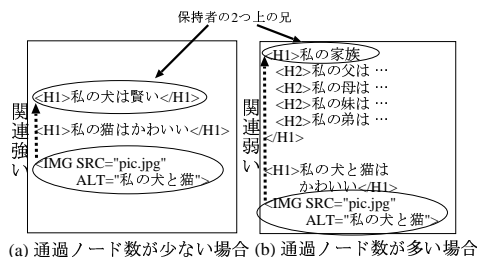 保持者の2つ上の兄
<H1>私の犬は賢い</H1>
<H1>私の猫はかわいい</H1>
<IMG SRC="pic.jpg"
ALT="私の犬と猫">
関連強い
<H1>私の家族
<H2>私の父は …
<H2>私の母は …
<H2>私の妹は …
<H2>私の弟は …
</H1>
<H1>私の犬と猫は
かわいい</H1>
<IMG SRC="pic.jpg"
ALT="私の犬と猫">
関連弱い
(a) 通過ノード数が少ない場合
(b) 通過ノード数が多い場合